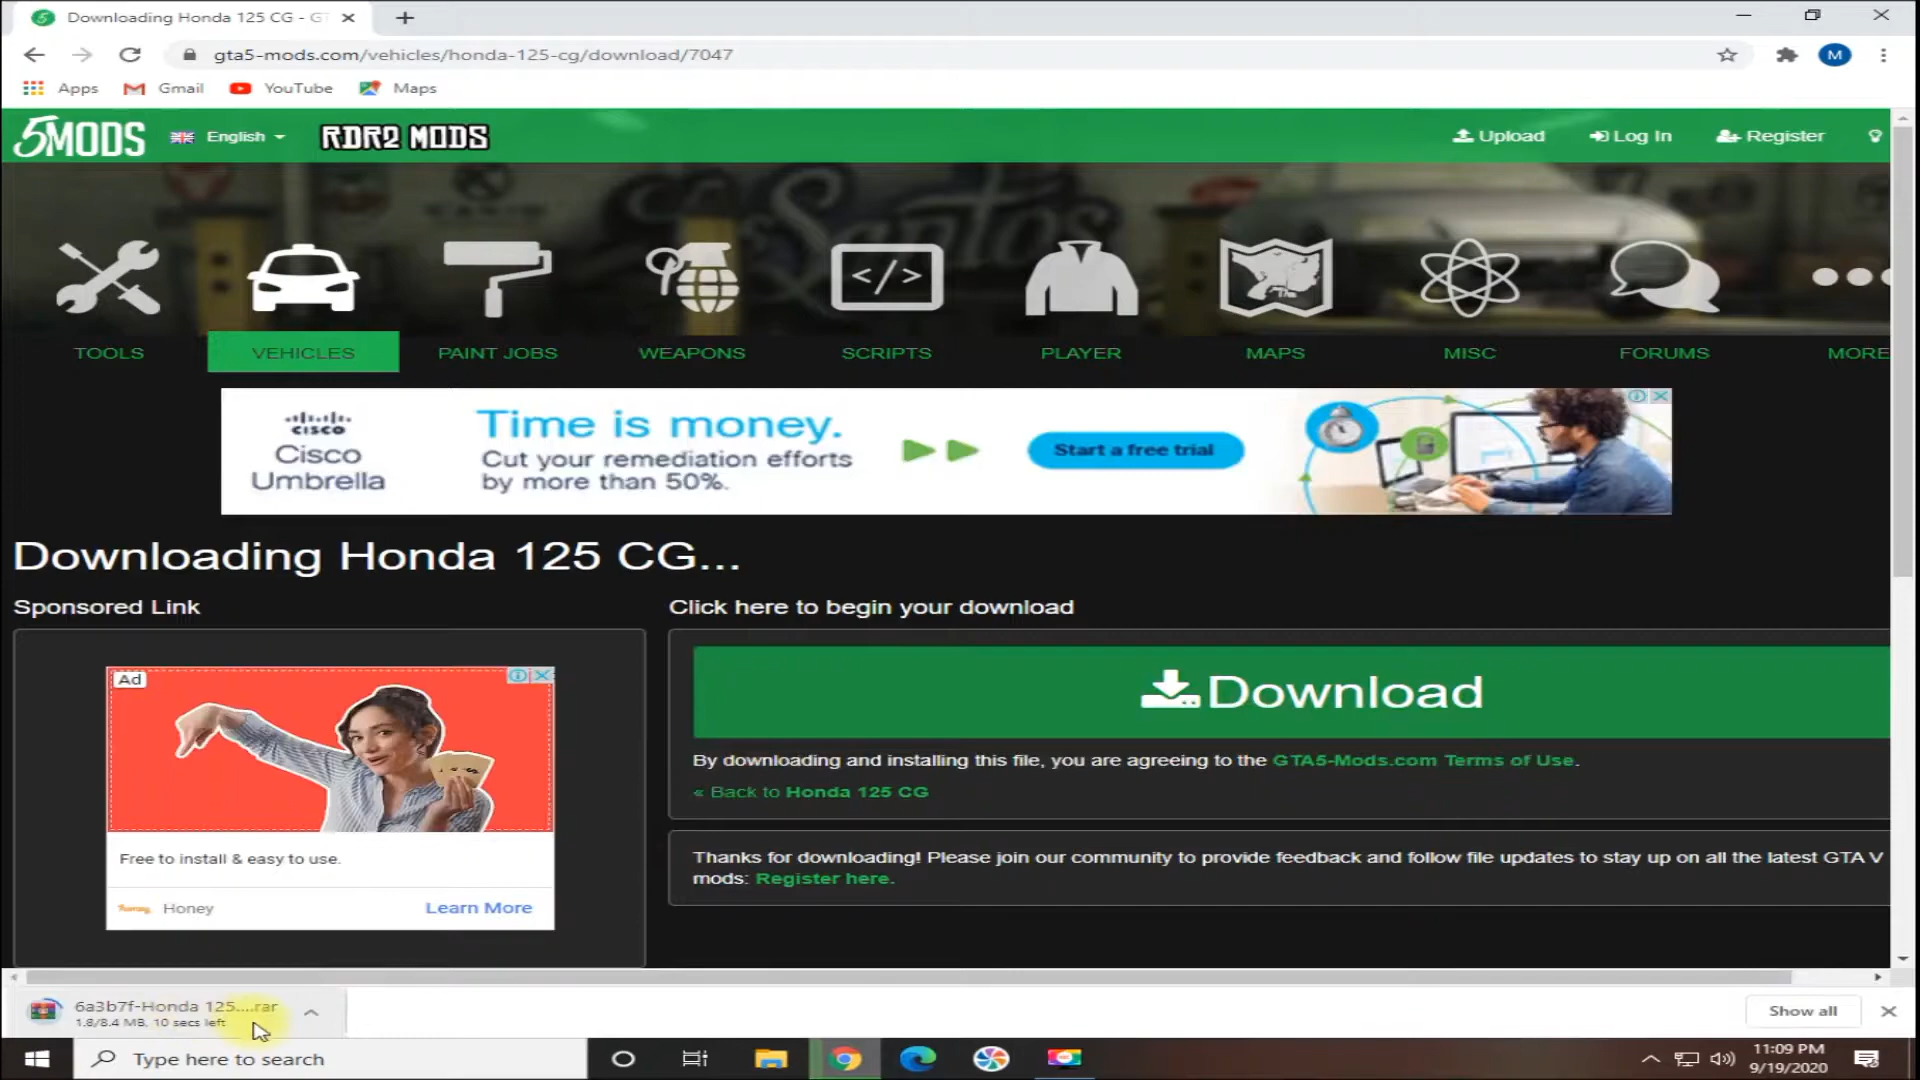 Downloading Honda 125 CG - GT
gta5-mods.com/vehicles/honda-125-cg/download/7047
M
Apps
Gmail
YouTube
Maps
5MODS
English
RDR2 MODS
Upload
Log In
Register
Los Santos
TOOLS
VEHICLES
PAINT JOBS
WEAPONS
SCRIPTS
PLAYER
MAPS
MISC
FORUMS
MORE
cisco
Cisco
Umbrella
Time is money.
Cut your remediation efforts
by more than 50%.
Start a free trial
Downloading Honda 125 CG...
Sponsored Link
Click here to begin your download
Ad
Download
By downloading and installing this file, you are agreeing to the GTA5-Mods.com Terms of Use.
« Back to Honda 125 CG
Free to install & easy to use.
Thanks for downloading! Please join our community to provide feedback and follow file updates to stay up on all the latest GTA V
mods: Register here.
honey
Honey
Learn More
6a3b7f-Honda 125....rar
1.8/8.4 MB, 10 secs left
Show all
Type here to search
11:09 PM
9/19/2020